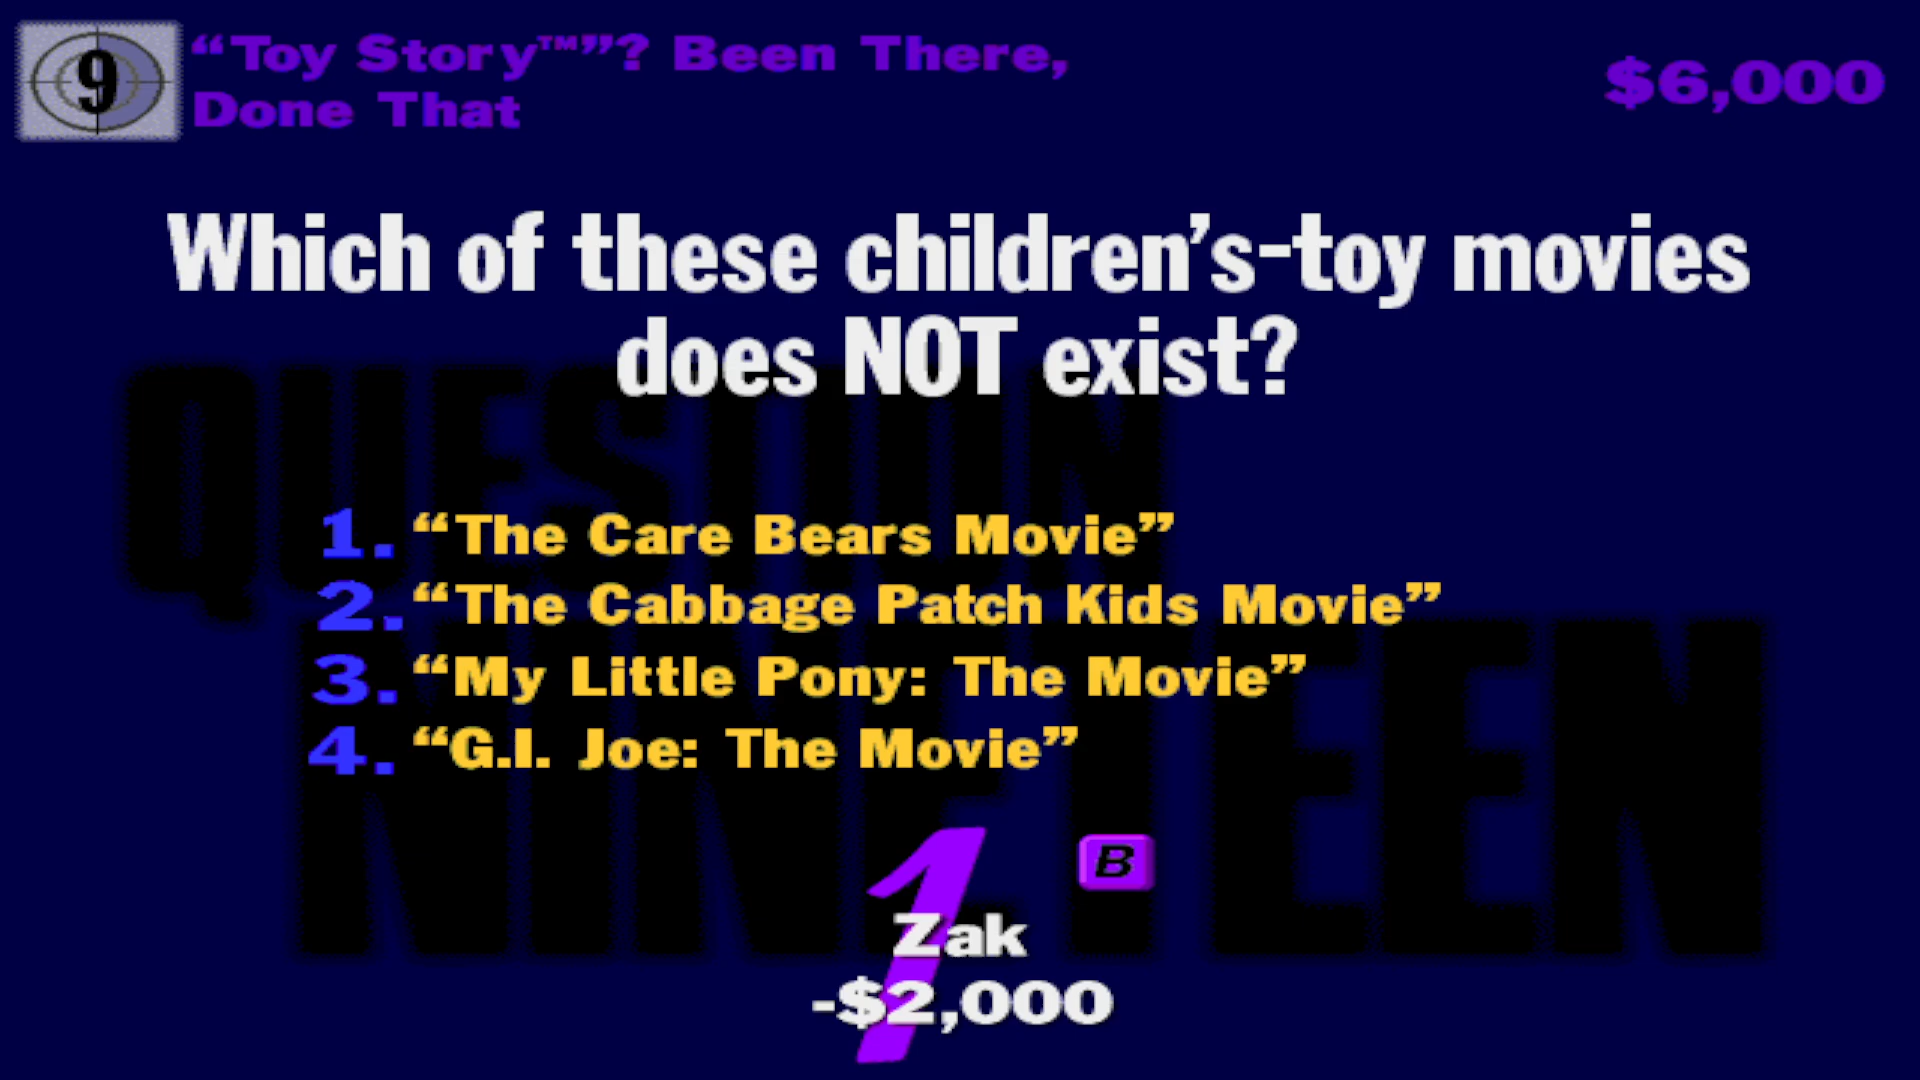 9
“Toy Story™”? Been There,
Done That
$6,000
Which of these children’s-toy movies
does NOT exist?
QUESTION
NINETEEN
1. “The Care Bears Movie”
2. “The Cabbage Patch Kids Movie”
3. “My Little Pony: The Movie”
4. “G.I. Joe: The Movie”
1
B
Zak
-$2,000